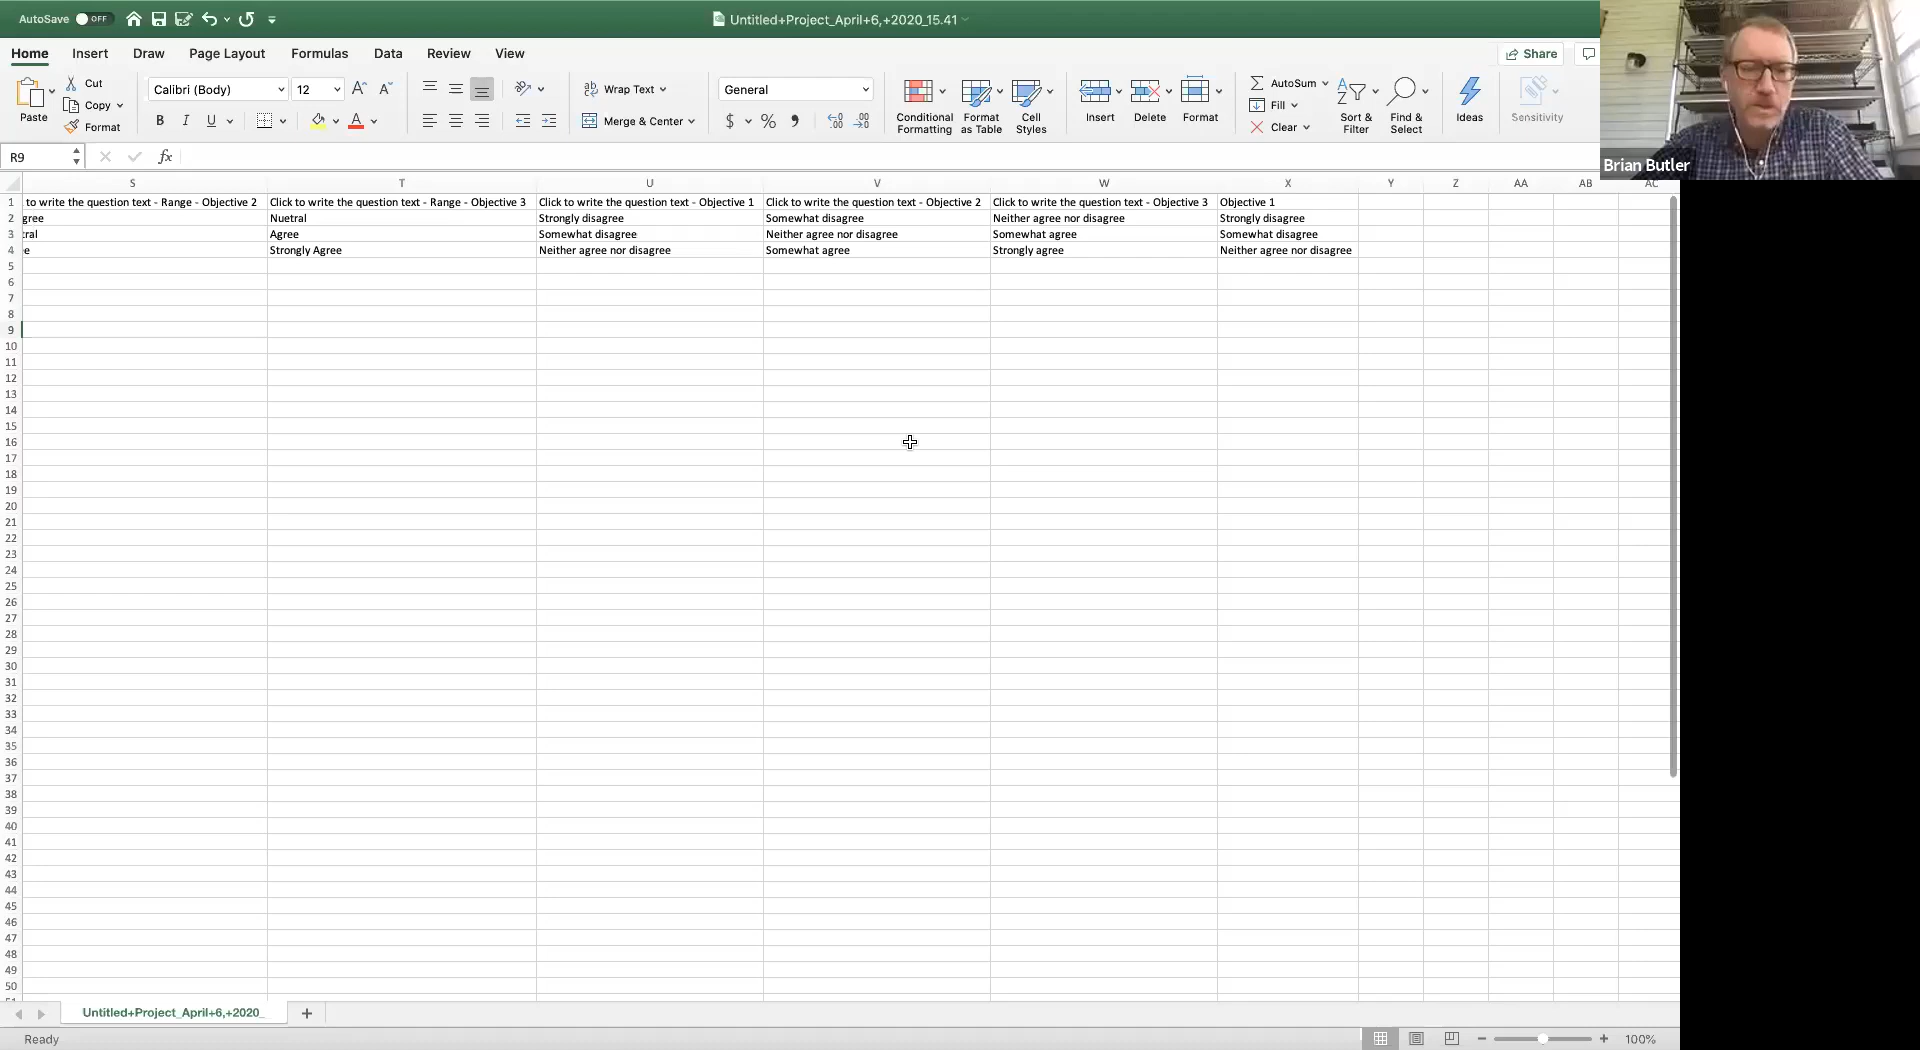 AutoSave OFF Untitled+Project_April+6,+2020_15.41
Home Insert Draw Page Layout Formulas Data Review View Share
Cut
Copy
Format
Paste
Calibri (Body) 12
B I U
Wrap Text
Merge & Center
General
$ %
Conditional Formatting
Format as Table
Cell Styles
Insert
Delete
Format
AutoSum
Fill
Clear
Sort & Filter
Find & Select
Ideas
Sensitivity
Brian Butler
R9 fx
S T U V W X Y Z AA AB AC
1 to write the question text - Range - Objective 2 Click to write the question text - Range - Objective 3 Click to write the question text - Objective 1 Click to write the question text - Objective 2 Click to write the question text - Objective 3 Objective 1
2 gree Nuetral Strongly disagree Somewhat disagree Neither agree nor disagree Strongly disagree
3 ral Agree Somewhat disagree Neither agree nor disagree Somewhat agree Somewhat disagree
4 e Strongly Agree Neither agree nor disagree Somewhat agree Strongly agree Neither agree nor disagree
5
6
7
8
9
10
11
12
13
14
15
16
17
18
19
20
21
22
23
24
25
26
27
28
29
30
31
32
33
34
35
36
37
38
39
40
41
42
43
44
45
46
47
48
49
50
Untitled+Project_April+6,+2020_
Ready 100%